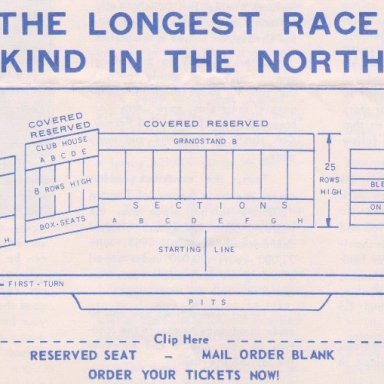 THE LONGEST RACE
KIND IN THE NORTH
COVERED
RESERVED
COVERED RESERVED
CLUB HOUSE
A B C D E
8 ROWS HIGH
BOX-SEATS
GRANDSTAND B
25
ROWS
HIGH
SECTIONS
A B C D E F G H
H
BLE
ON
STARTING LINE
- FIRST - TURN
PITS
Clip Here
RESERVED SEAT – MAIL ORDER BLANK
ORDER YOUR TICKETS NOW!